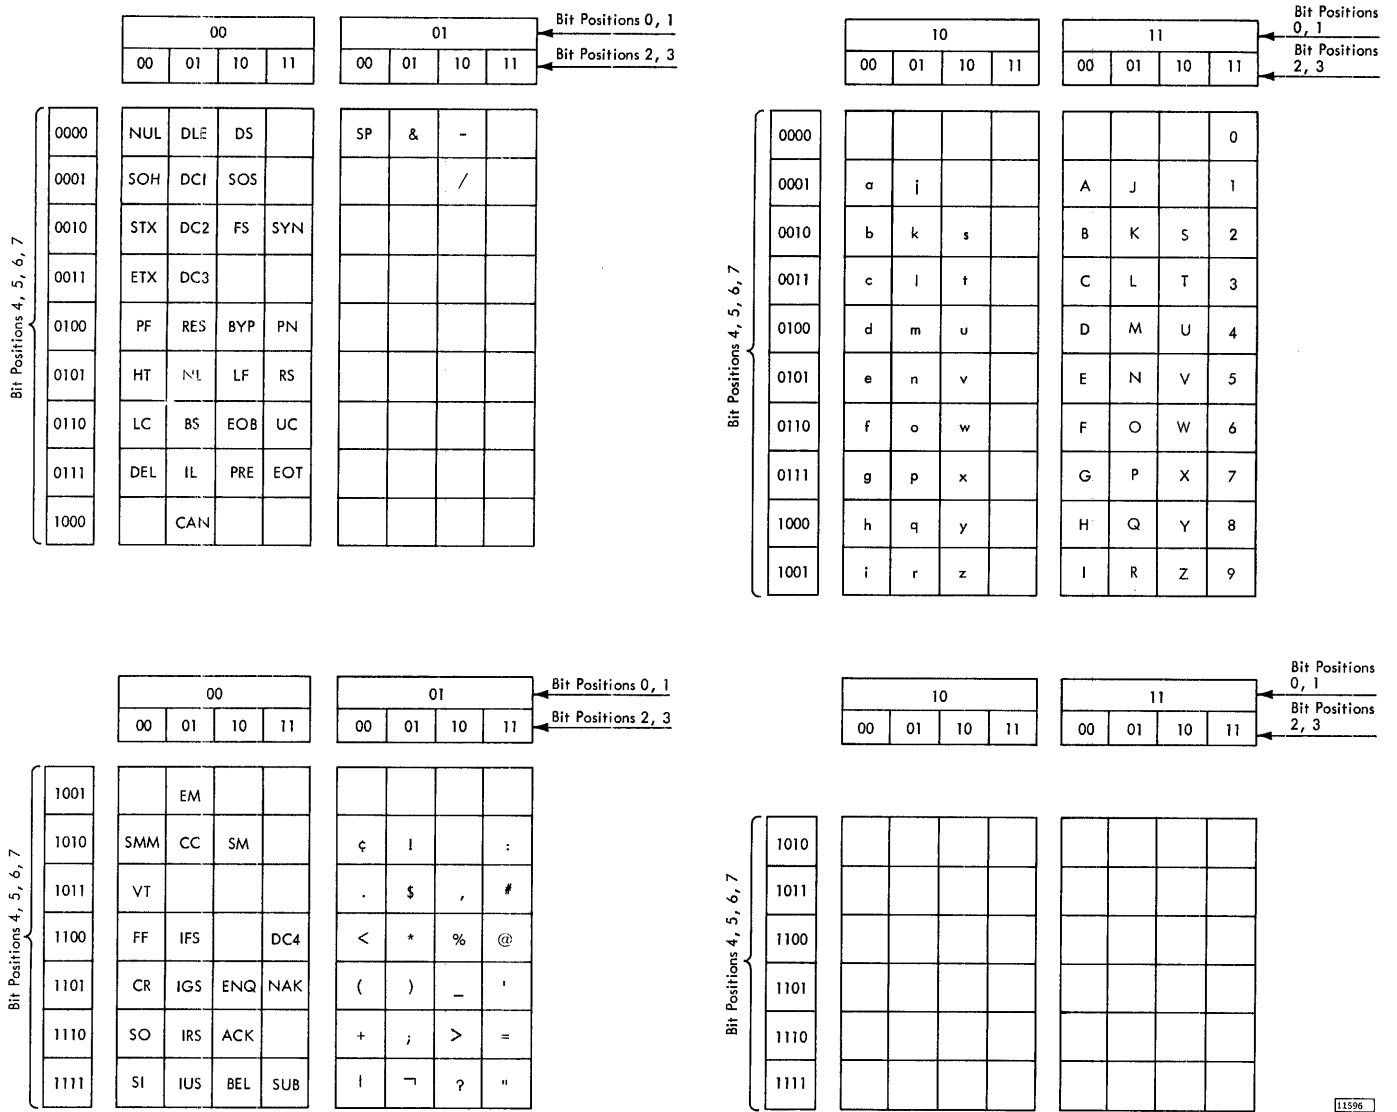 00 01 Bit Positions 0, 1
00 01 10 11 00 01 10 11 Bit Positions 2, 3
Bit Positions 4, 5, 6, 7
0000 NUL DLE DS SP & -
0001 SOH DC1 SOS /
0010 STX DC2 FS SYN
0011 ETX DC3
0100 PF RES BYP PN
0101 HT NL LF RS
0110 LC BS EOB UC
0111 DEL IL PRE EOT
1000 CAN
10 11 Bit Positions
0, 1
00 01 10 11 00 01 10 11 Bit Positions
2, 3
Bit Positions 4, 5, 6, 7
0000 0
0001 a j A J 1
0010 b k s B K S 2
0011 c l t C L T 3
0100 d m u D M U 4
0101 e n v E N V 5
0110 f o w F O W 6
0111 g p x G P X 7
1000 h q y H Q Y 8
1001 i r z I R Z 9
00 01 Bit Positions 0, 1
00 01 10 11 00 01 10 11 Bit Positions 2, 3
Bit Positions 4, 5, 6, 7
1001 EM
1010 SMM CC SM ¢ ! :
1011 VT . $ , #
1100 FF IFS DC4 < * % @
1101 CR IGS ENQ NAK ( ) _ '
1110 SO IRS ACK + ; > =
1111 SI IUS BEL SUB | ¬ ? "
10 11 Bit Positions
0, 1
00 01 10 11 00 01 10 11 Bit Positions
2, 3
Bit Positions 4, 5, 6, 7
1010
1011
1100
1101
1110
1111
11596